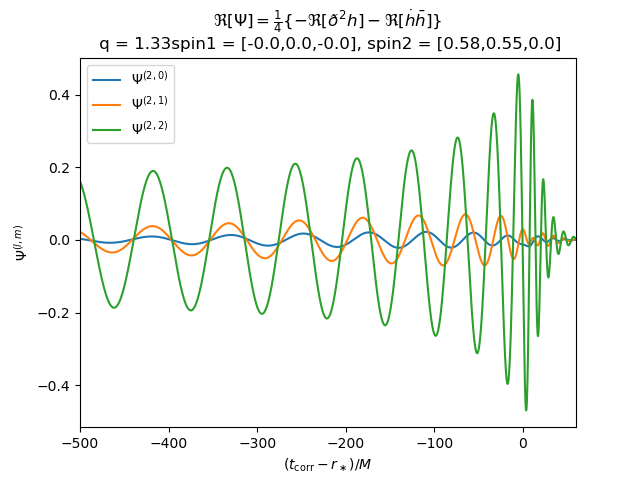 ℜ[Ψ] = 1/4 {−ℜ[ð²h] − ℜ[ḣh̄]}
q = 1.33spin1 = [-0.0,0.0,-0.0], spin2 = [0.58,0.55,0.0]
Ψ^(2,0)
Ψ^(2,1)
Ψ^(2,2)
0.4
0.2
0.0
−0.2
−0.4
Ψ^(l,m)
−500
−400
−300
−200
−100
0
(t_corr − r_∗)/M